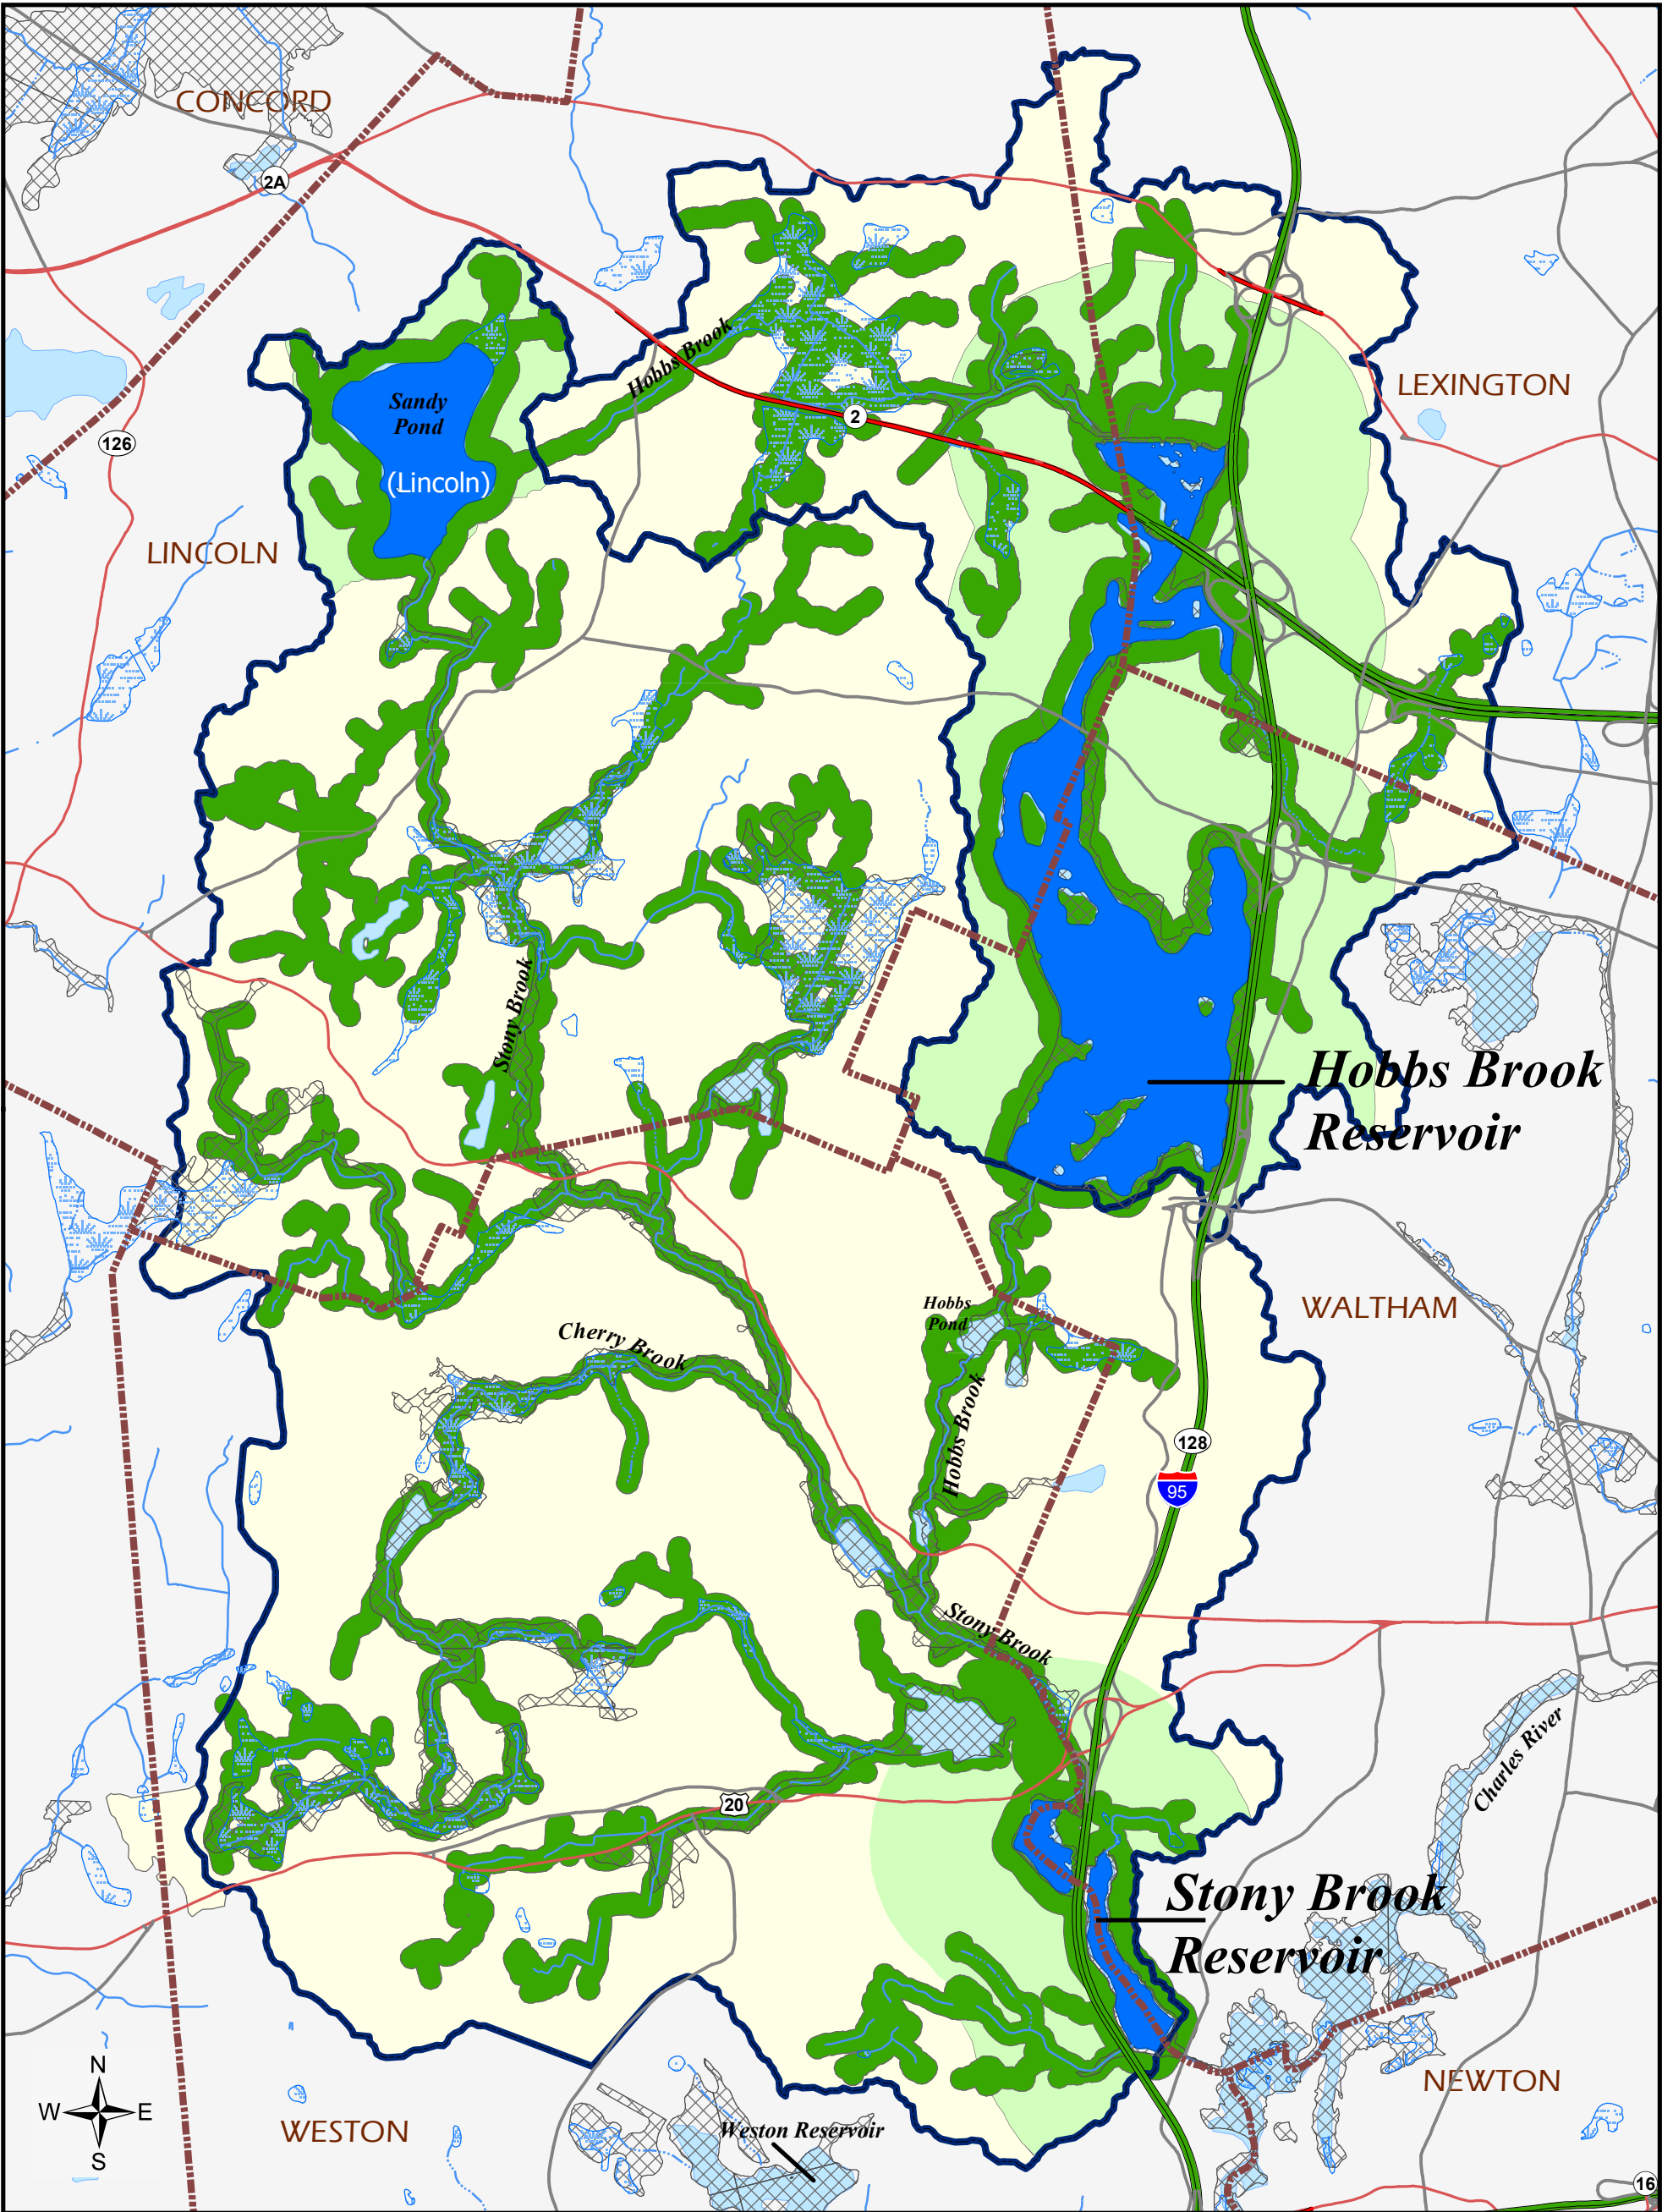 CONCORD
2A
Hobbs Brook
Sandy
Pond
(Lincoln)
2
LEXINGTON
126
LINCOLN
Stony Brook
Hobbs Brook
Reservoir
Hobbs
Pond
WALTHAM
Cherry Brook
Hobbs Brook
128
95
Stony Brook
Charles River
20
Stony Brook
Reservoir
N
W
E
S
NEWTON
WESTON
Weston Reservoir
16